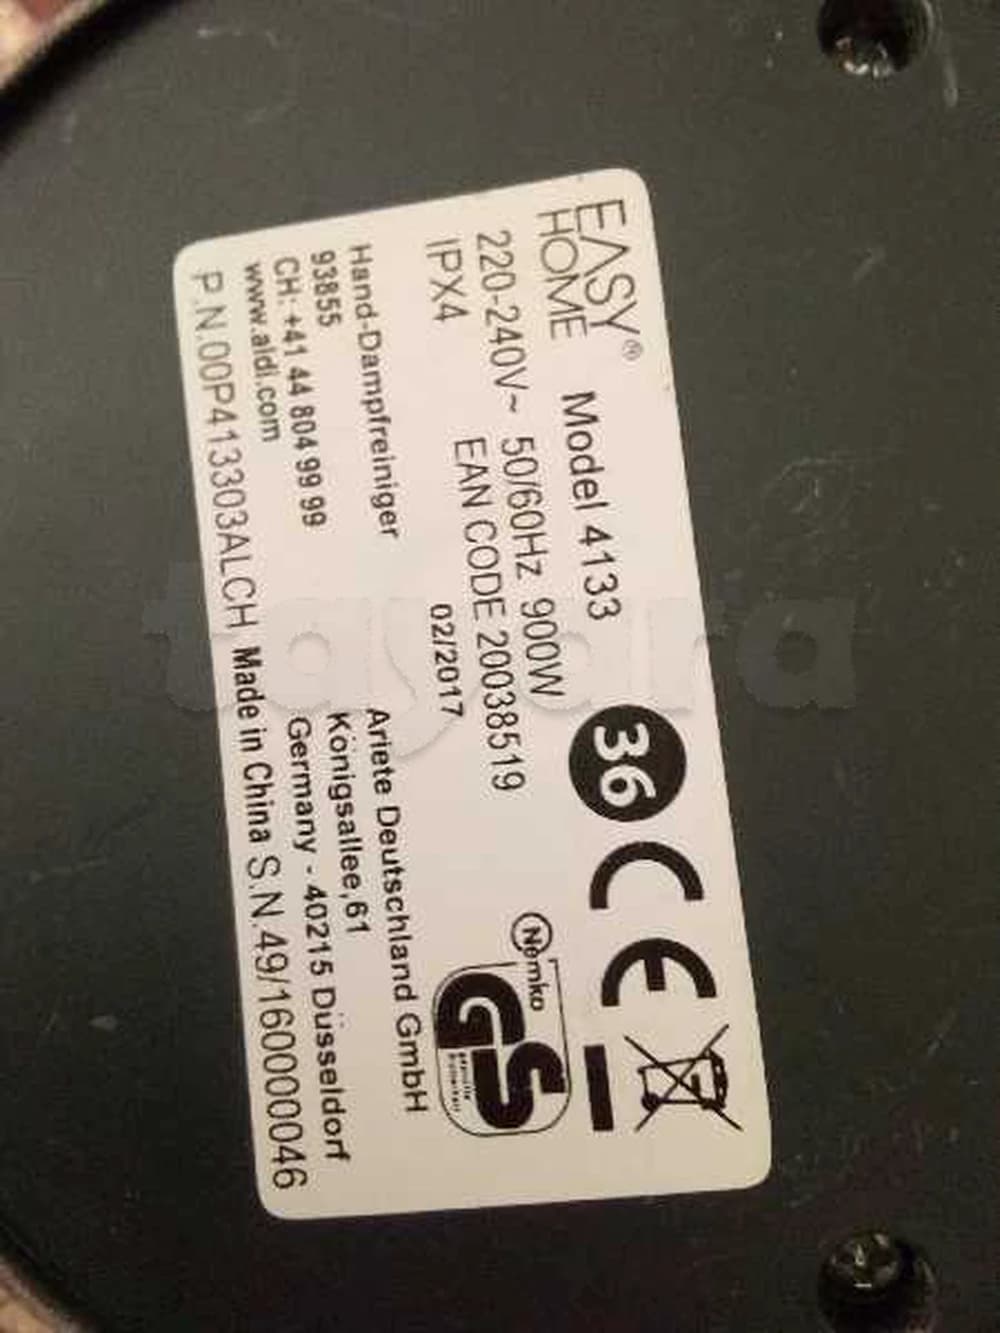 EASY HOME® Model 4133
36 CE
220-240V~ 50/60Hz 900W
IPX4 EAN CODE 20038519
02/2017
Nemko
GS
Hand-Dampfreiniger
93855
CH: +41 44 804 99 99
www.aldi.com
Ariete Deutschland GmbH
Königsallee,61
Germany - 40215 Düsseldorf
P.N.00P413303ALCH Made in China S.N.49/160000046
tayara